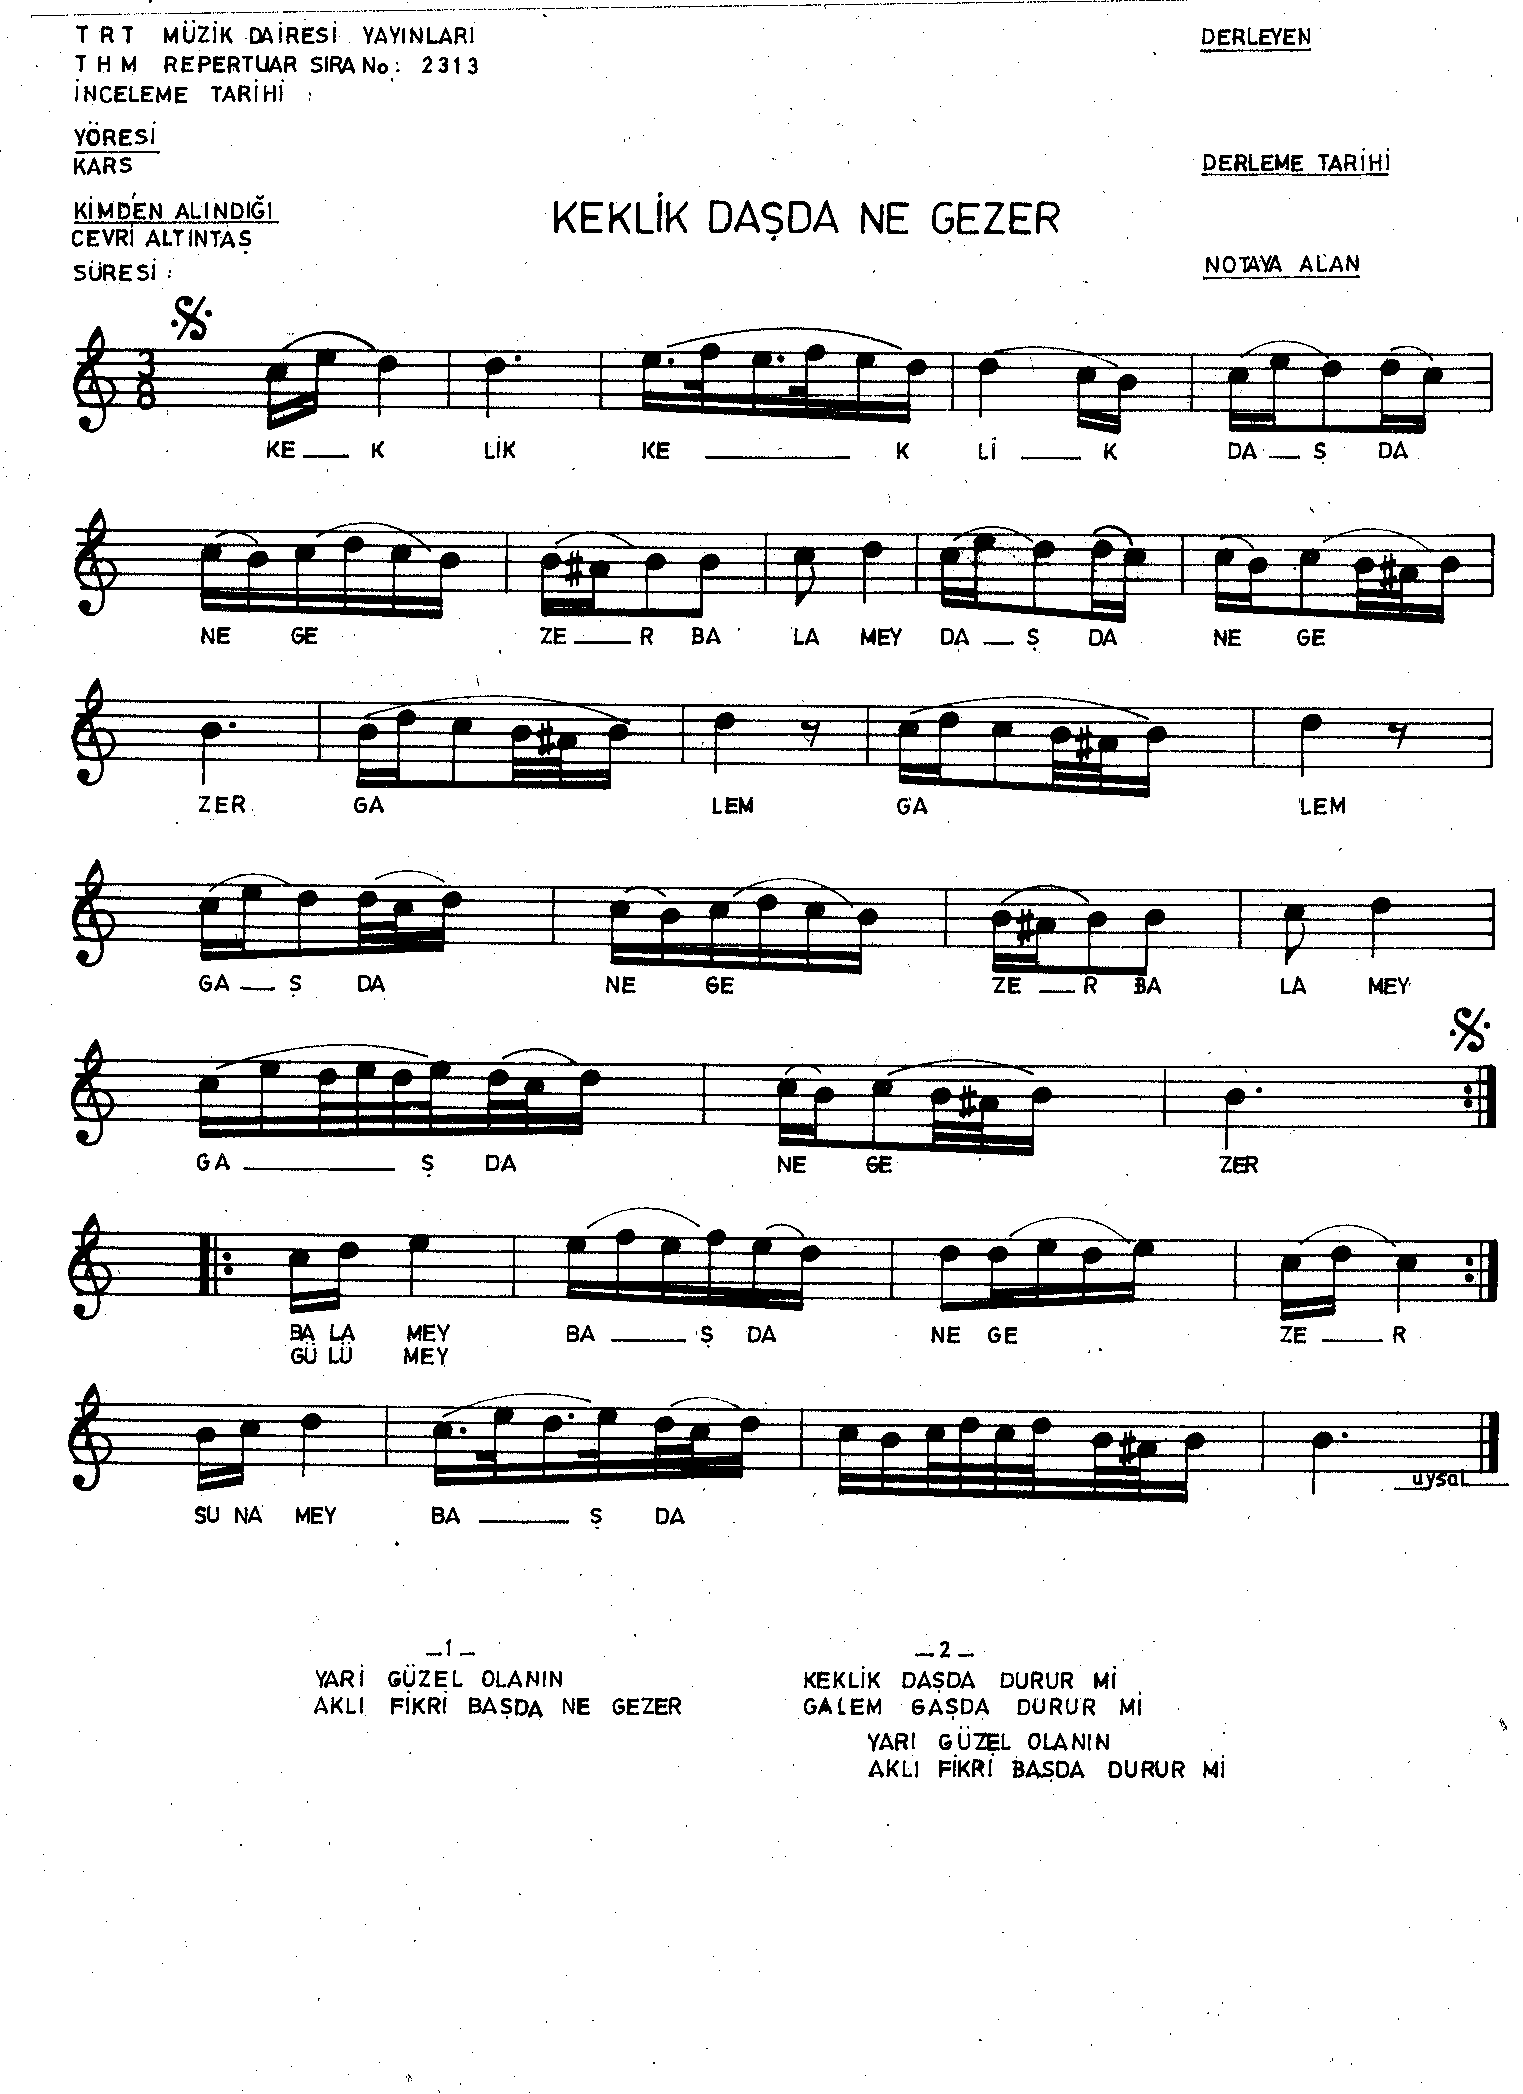 TRT MÜZİK DAİRESİ YAYINLARI
THM REPERTUAR SIRA No: 2313
İNCELEME TARİHİ :
YÖRESİ
KARS
KİMDEN ALINDIĞI
CEVRİ ALTINTAŞ
SÜRESİ :
DERLEYEN
DERLEME TARİHİ
NOTAYA ALAN
KEKLİK DAŞDA NE GEZER
3
8
KE — K LİK KE — K Lİ — K DA — Ş DA
NE GE ZE — R BA LA MEY DA — Ş DA NE GE
ZER GA LEM GA LEM
GA — Ş DA NE GE ZE — R BA LA MEY
GA — Ş DA NE GE ZER
BA LA MEY BA — Ş DA NE GE ZE — R
GÜ LÜ MEY
SU NA MEY BA — Ş DA
uysal
–1–
YARİ GÜZEL OLANIN
AKLI FİKRİ BAŞDA NE GEZER
–2–
KEKLİK DAŞDA DURUR Mİ
GALEM GAŞDA DURUR Mİ
YARI GÜZEL OLANIN
AKLI FİKRİ BAŞDA DURUR Mİ